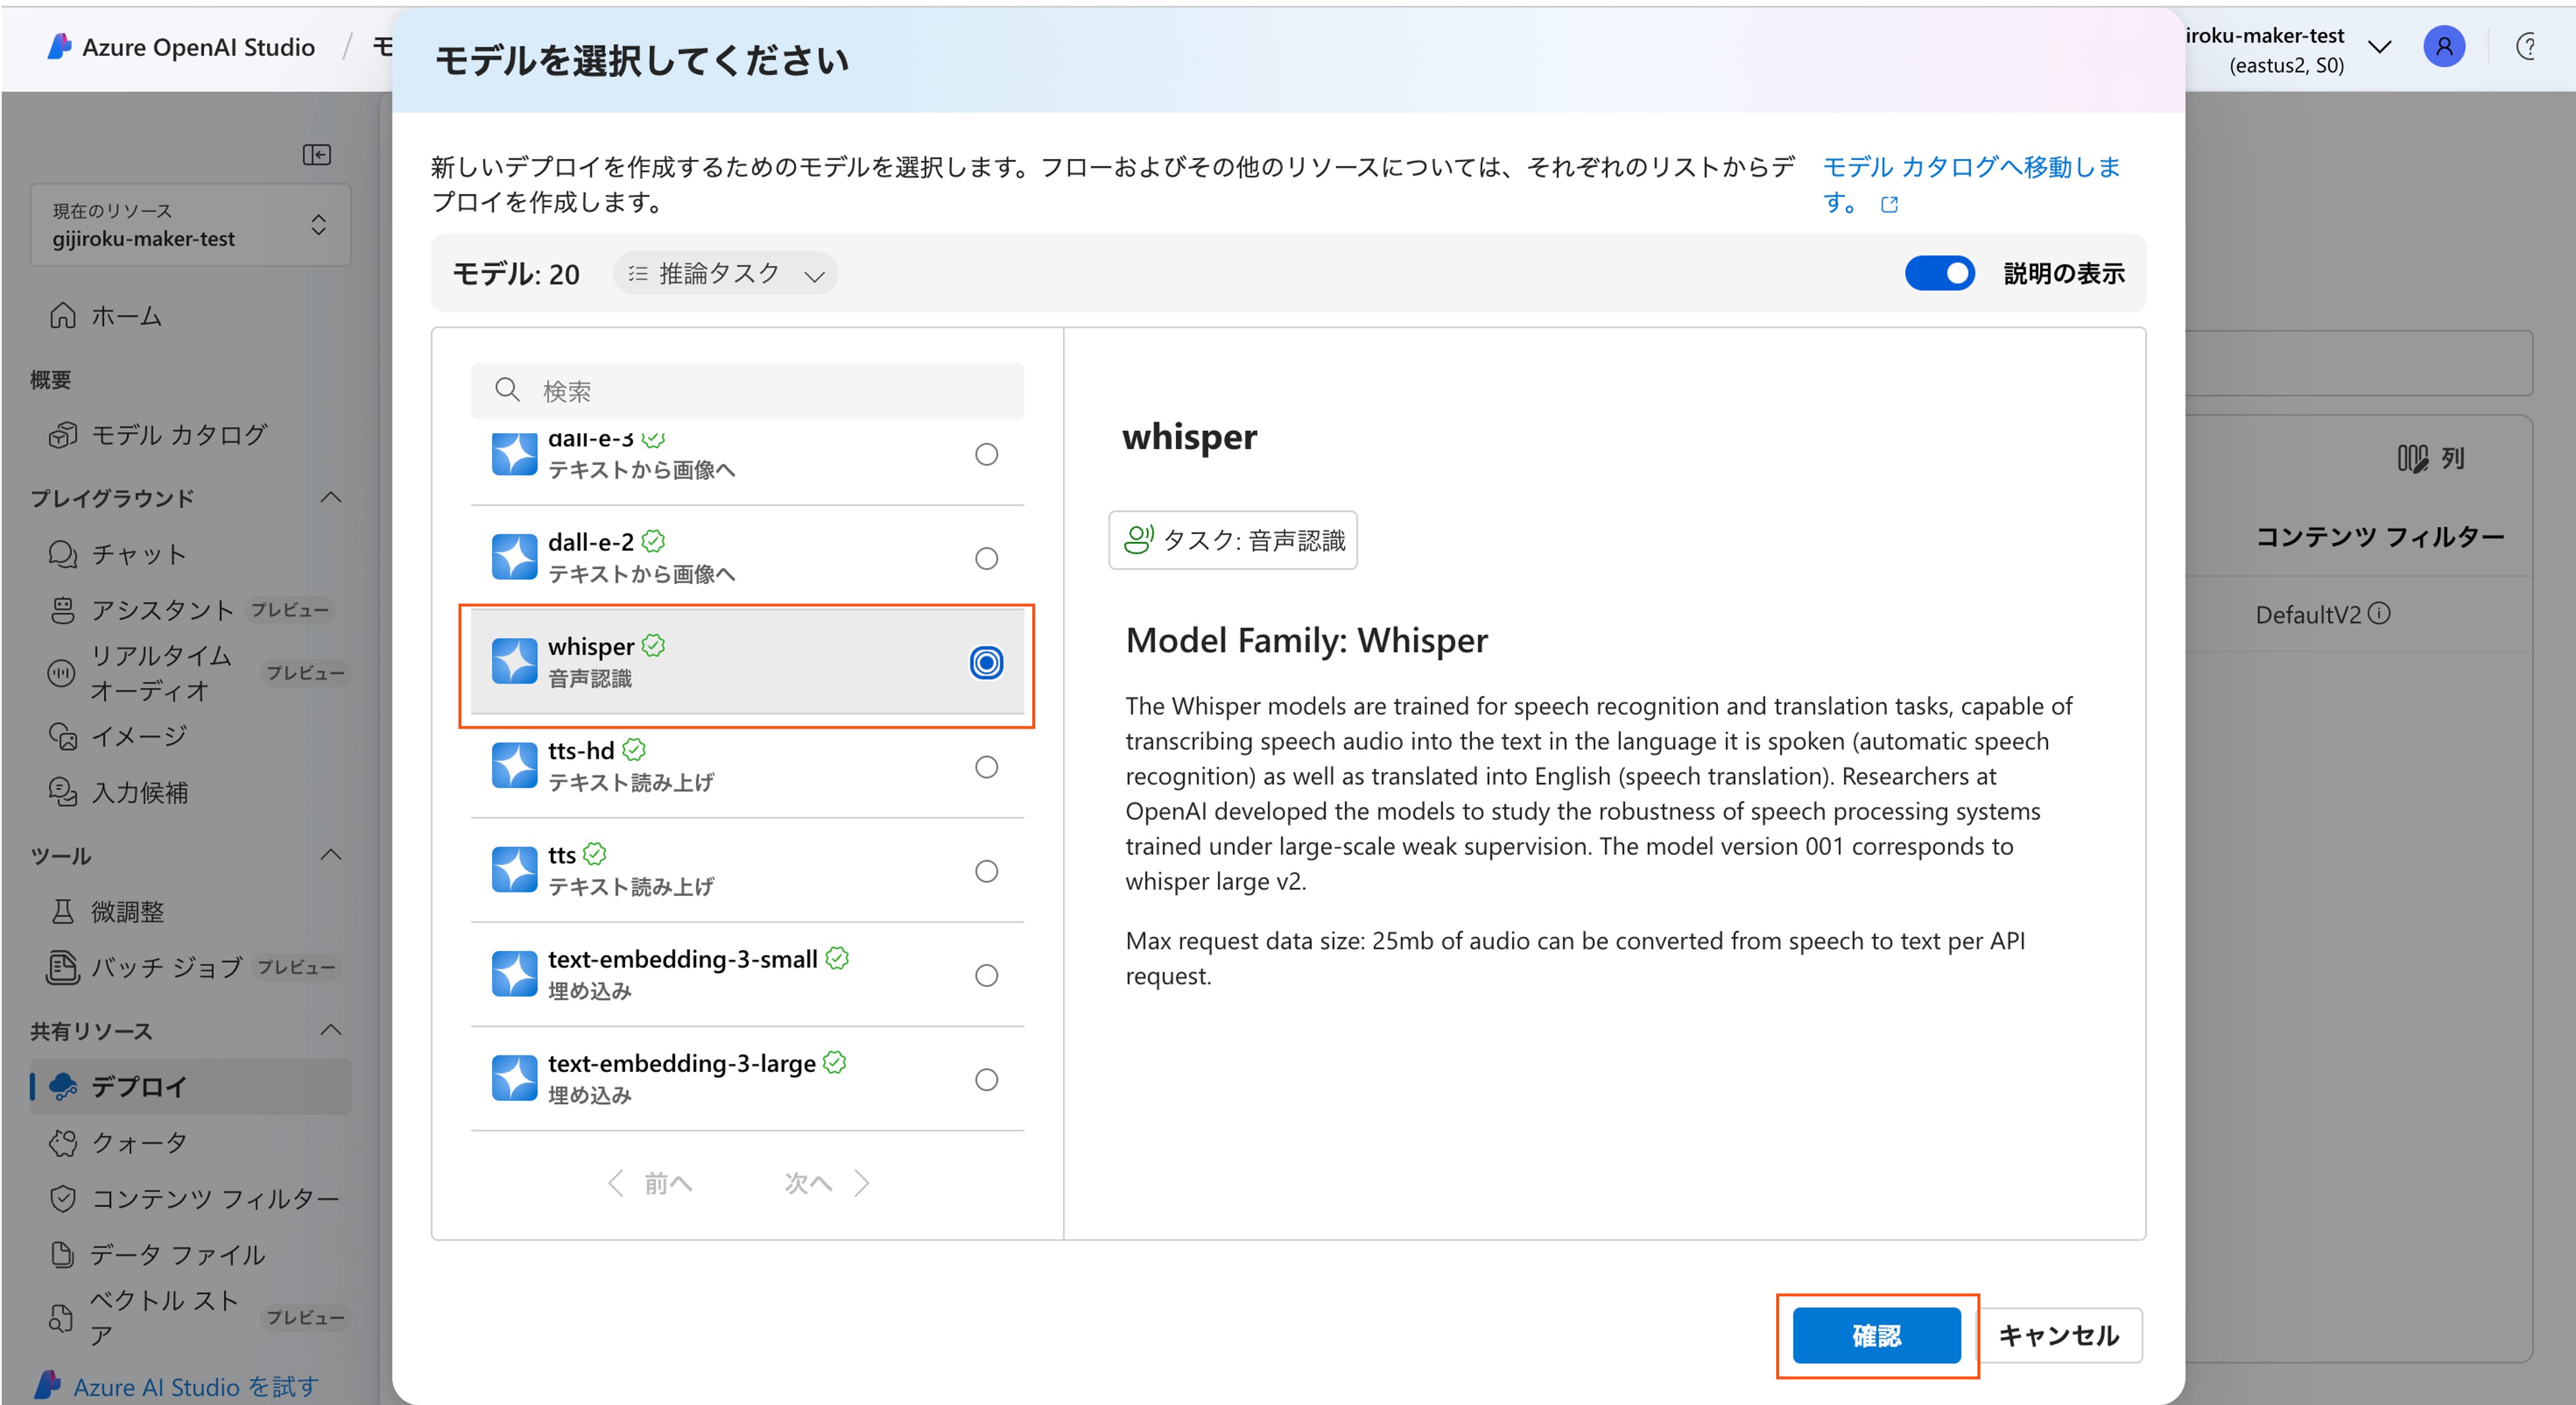 Azure OpenAI Studio / モ
iroku-maker-test
(eastus2, S0)
現在のリソース
gijiroku-maker-test
ホーム
概要
モデル カタログ
プレイグラウンド
チャット
アシスタント プレビュー
リアルタイム
オーディオ プレビュー
イメージ
入力候補
ツール
微調整
バッチ ジョブ プレビュー
共有リソース
デプロイ
クォータ
コンテンツ フィルター
データ ファイル
ベクトル スト
ア プレビュー
Azure AI Studio を試す
モデルを選択してください
新しいデプロイを作成するためのモデルを選択します。フローおよびその他のリソースについては、それぞれのリストからデ
プロイを作成します。
モデル カタログへ移動しま
す。
モデル: 20 推論タスク
説明の表示
検索
dall-e-3
テキストから画像へ
dall-e-2
テキストから画像へ
whisper
音声認識
tts-hd
テキスト読み上げ
tts
テキスト読み上げ
text-embedding-3-small
埋め込み
text-embedding-3-large
埋め込み
前へ 次へ
whisper
タスク: 音声認識
Model Family: Whisper
The Whisper models are trained for speech recognition and translation tasks, capable of
transcribing speech audio into the text in the language it is spoken (automatic speech
recognition) as well as translated into English (speech translation). Researchers at
OpenAI developed the models to study the robustness of speech processing systems
trained under large-scale weak supervision. The model version 001 corresponds to
whisper large v2.
Max request data size: 25mb of audio can be converted from speech to text per API
request.
確認 キャンセル
列
コンテンツ フィルター
DefaultV2